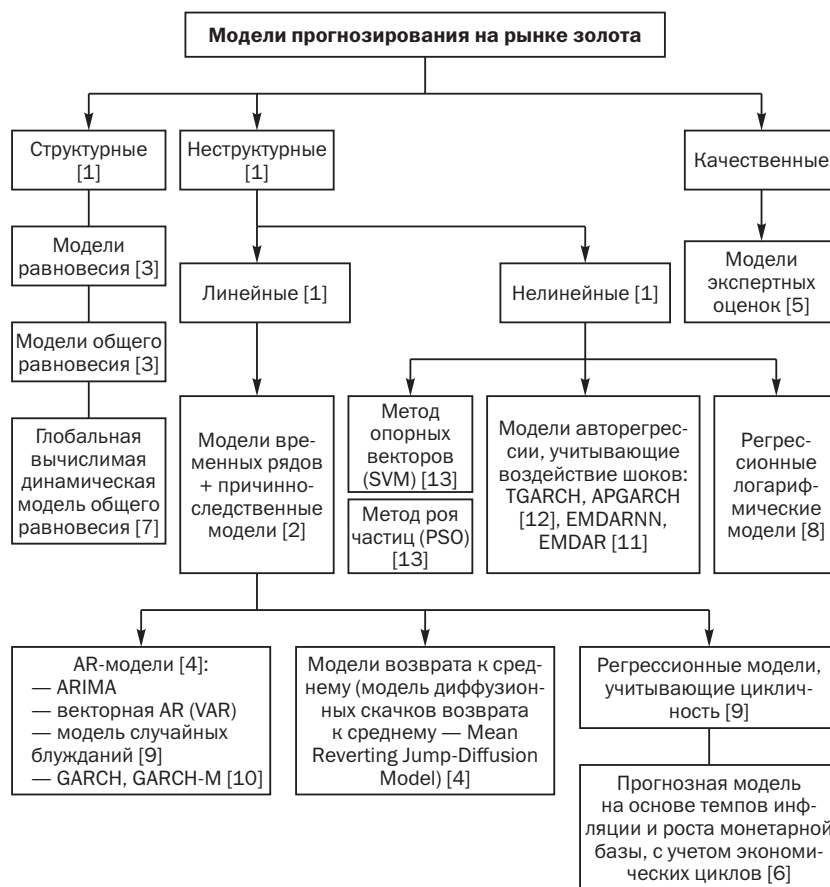 Модели прогнозирования на рынке золота
Структурные
[1]
Неструктурные
[1]
Качественные
Модели
равновесия [3]
Линейные [1]
Нелинейные [1]
Модели
экспертных
оценок [5]
Модели общего
равновесия [3]
Глобальная
вычислимая
динамическая
модель общего
равновесия [7]
Модели вре-
менных рядов
+ причинно-
следственные
модели [2]
Метод
опорных
векторов
(SVM) [13]
Метод роя
частиц (PSO)
[13]
Модели авторегрес-
сии, учитывающие
воздействие шоков:
TGARCH, APGARCH
[12], EMDARNN,
EMDAR [11]
Регрес-
сионные
логариф-
мические
модели [8]
AR-модели [4]:
— ARIMA
— векторная AR (VAR)
— модель случайных
блужданий [9]
— GARCH, GARCH-M [10]
Модели возврата к сред-
нему (модель диффузион-
ных скачков возврата
к среднему — Mean
Reverting Jump-Diffusion
Model) [4]
Регрессионные модели,
учитывающие циклич-
ность [9]
Прогнозная модель
на основе темпов инф-
ляции и роста монетарной
базы, с учетом экономи-
ческих циклов [6]